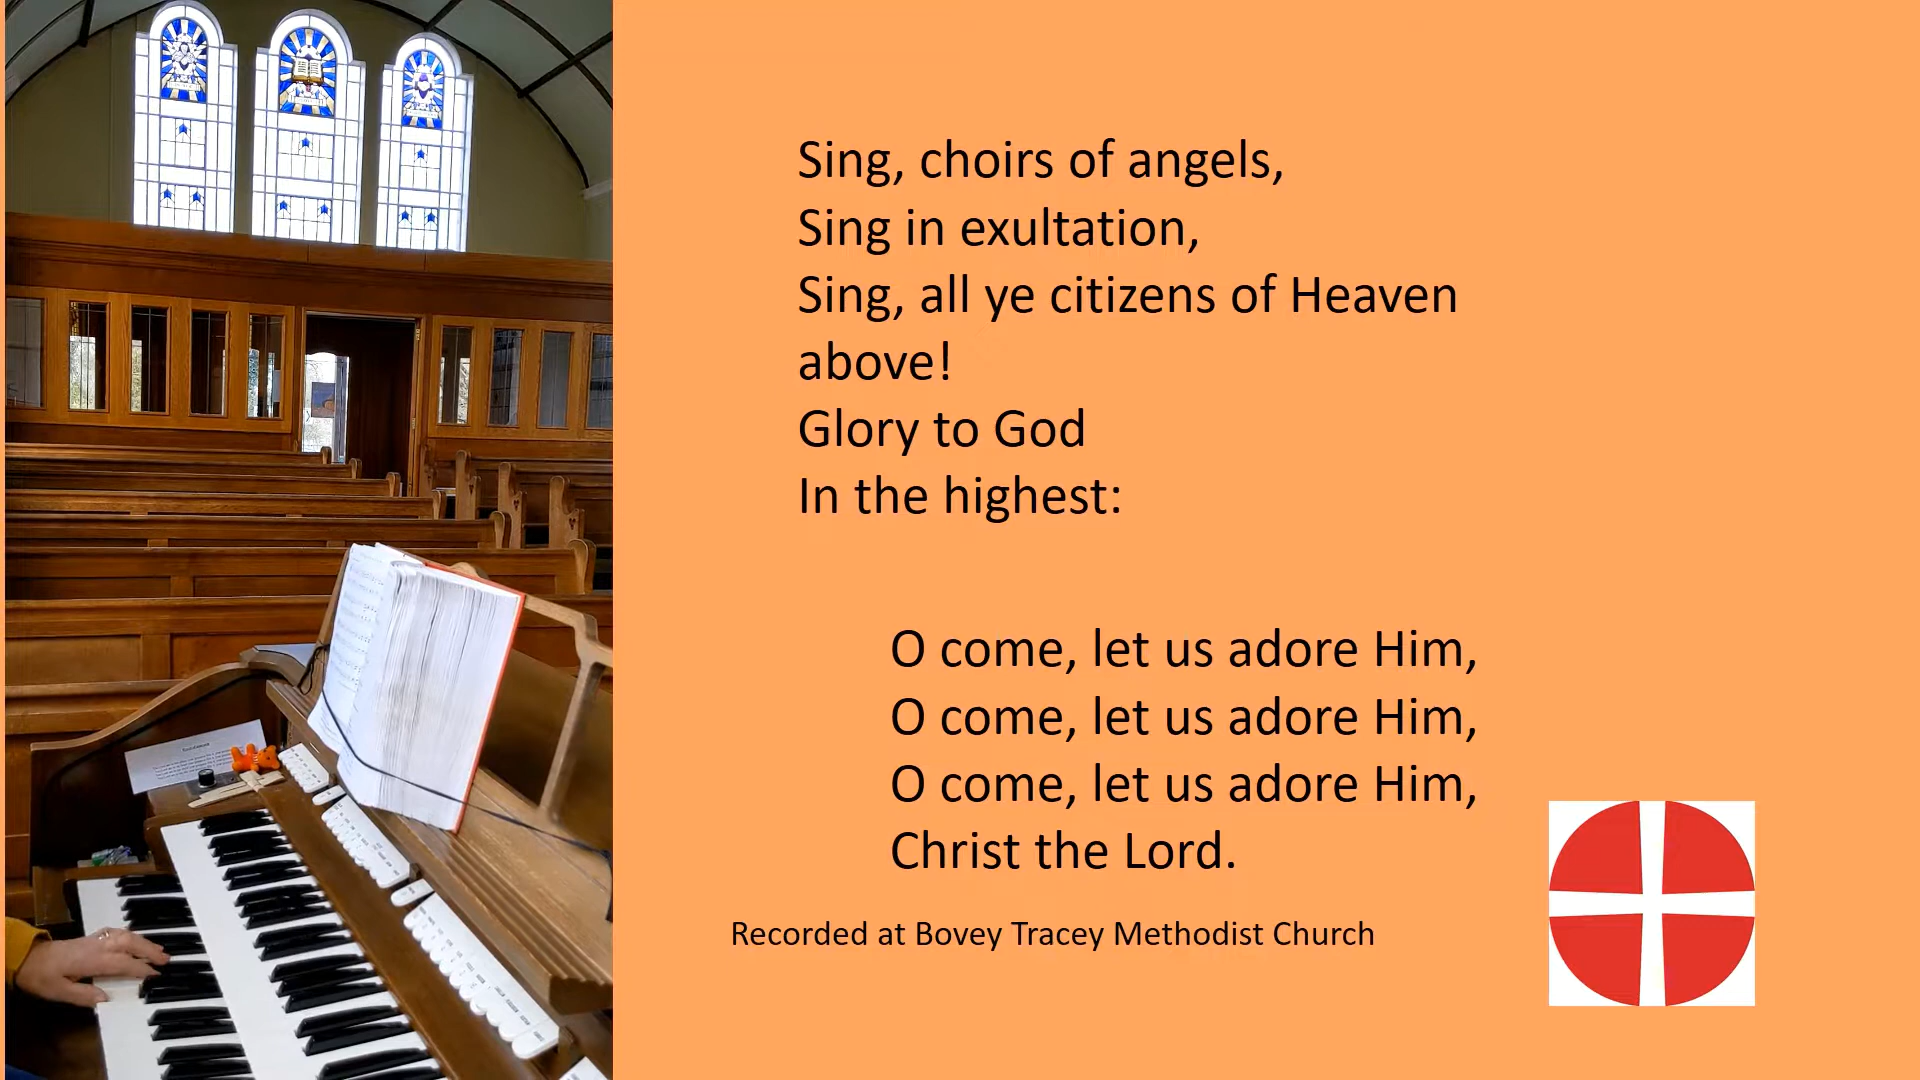 Sing, choirs of angels,
Sing in exultation,
Sing, all ye citizens of Heaven
above!
Glory to God
In the highest:
O come, let us adore Him,
O come, let us adore Him,
O come, let us adore Him,
Christ the Lord.
Recorded at Bovey Tracey Methodist Church